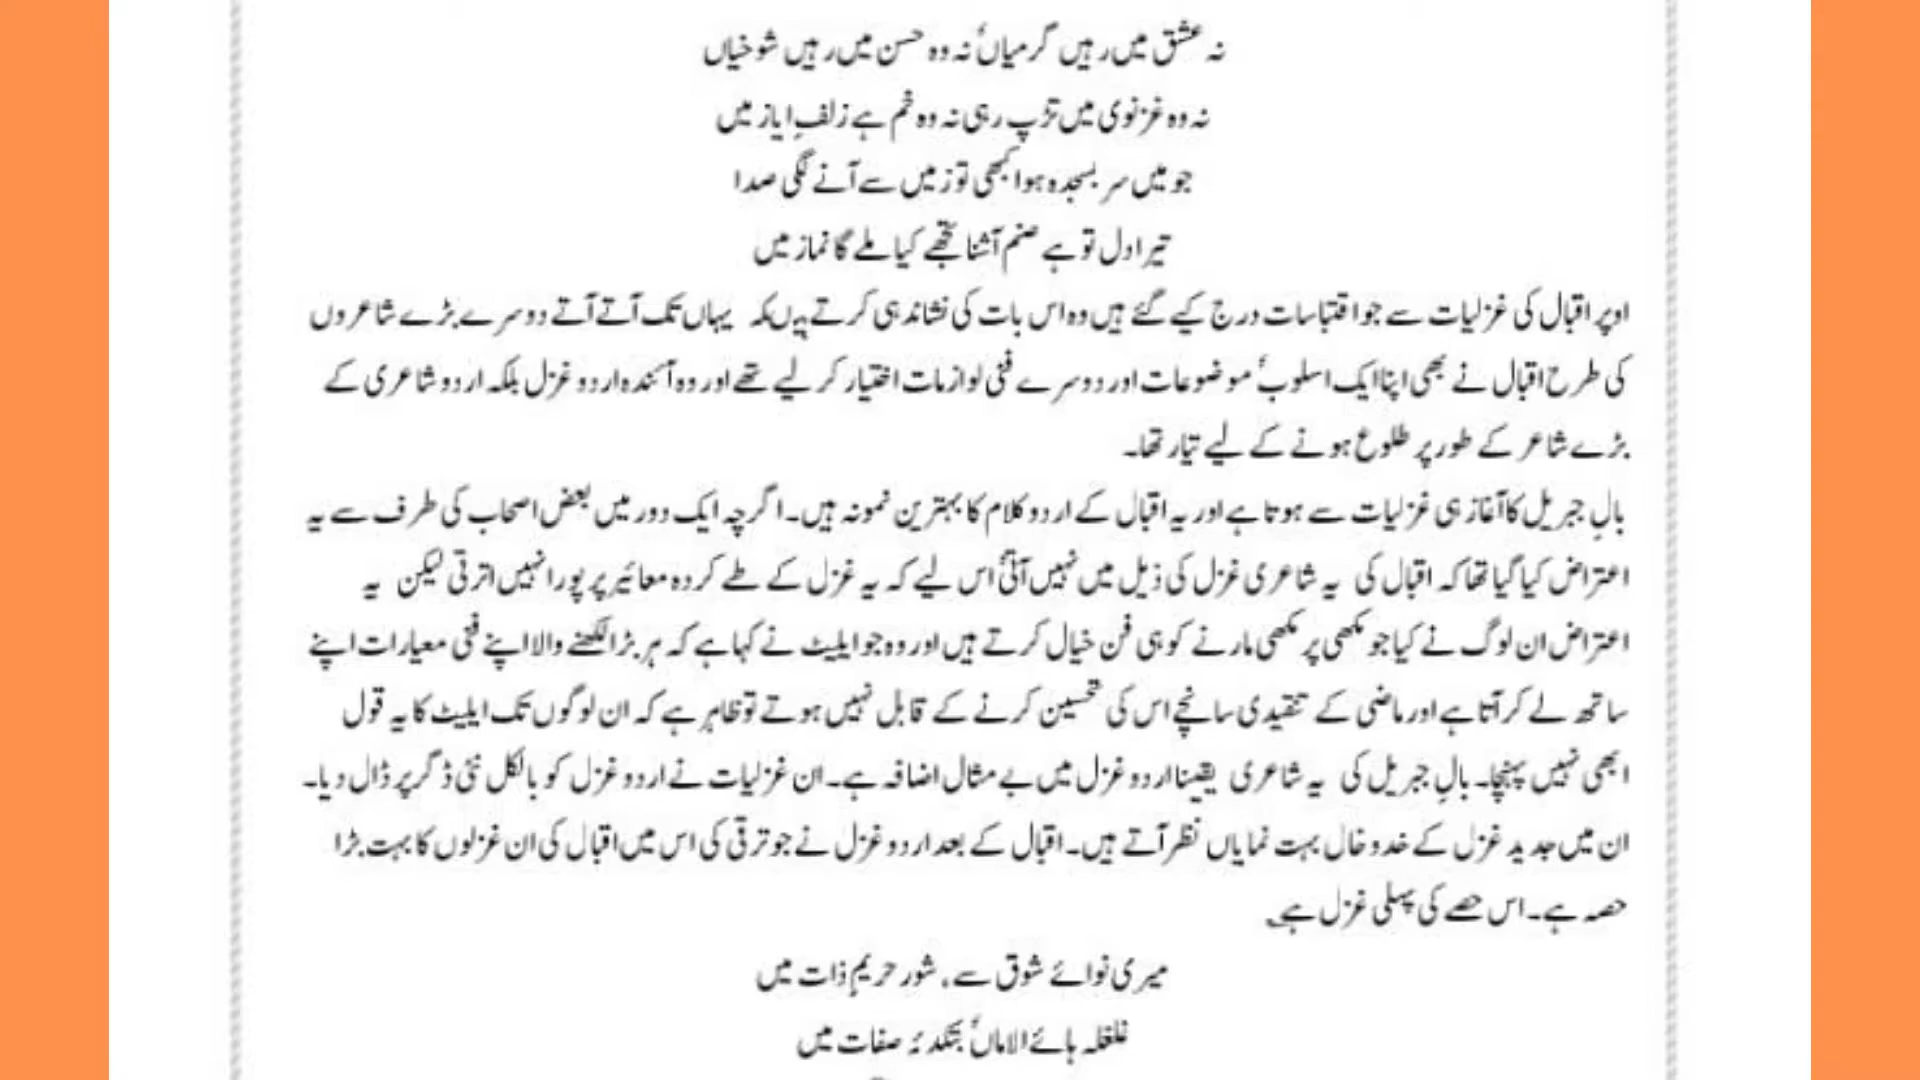 نہ عشق میں رہیں گرمیاں‘ نہ وہ حسن میں رہیں شوخیاں
نہ وہ غزنوی میں تڑپ رہی نہ وہ خم ہے زلفِ ایاز میں
جو میں سر بسجدہ ہوا کبھی تو زمیں سے آنے لگی صدا
تیرا دل تو ہے صنم آشنا تجھے کیا ملے گا نماز میں
اوپر اقبال کی غزلیات سے جو اقتباسات درج کیے گئے ہیں وہ اس بات کی نشاندہی کرتے ہیں کہ یہاں تک آتے آتے دوسرے بڑے شاعروں
کی طرح اقبال نے بھی اپنا ایک اسلوب‘ موضوعات اور دوسرے فنی لوازمات اختیار کر لیے تھے اور وہ آئندہ اردو غزل بلکہ اردو شاعری کے
بڑے شاعر کے طور پر طلوع ہونے کے لیے تیار تھا۔
بالِ جبریل کا آغاز ہی غزلیات سے ہوتا ہے اور یہ اقبال کے اردو کلام کا بہترین نمونہ ہیں۔ اگرچہ ایک دور میں بعض اصحاب کی طرف سے یہ
اعتراض کیا گیا تھا کہ اقبال کی یہ شاعری غزل کی ذیل میں نہیں آتی‘ اس لیے کہ یہ غزل کے طے کردہ معائیر پر پورا نہیں اترتی لیکن یہ
اعتراض ان لوگ نے کیا جو مکھی پر مکھی مارنے کو ہی فن خیال کرتے ہیں اور وہ جو ایلیٹ نے کہا ہے کہ ہر بڑا لکھنے والا اپنے فنی معیارات اپنے
ساتھ لے کر آتا ہے اور ماضی کے تنقیدی سانچے اس کی تحسین کرنے کے قابل نہیں ہوتے تو ظاہر ہے کہ ان لوگوں تک ایلیٹ کا یہ قول
ابھی نہیں پہنچا۔ بالِ جبریل کی یہ شاعری یقینا اردو غزل میں بے مثال اضافہ ہے۔ ان غزلیات نے اردو غزل کو بالکل نئی ڈگر پر ڈال دیا۔
ان میں جدید غزل کے خدو خال بہت نمایاں نظر آتے ہیں۔ اقبال کے بعد اردو غزل نے جو ترقی کی اس میں اقبال کی ان غزلوں کا بہت بڑا
حصہ ہے۔ اس حصے کی پہلی غزل ہے۔
میری نوائے شوق سے، شور حریمِ ذات میں
غلغلہ ہائے الاماں‘ بتکدۂ صفات میں